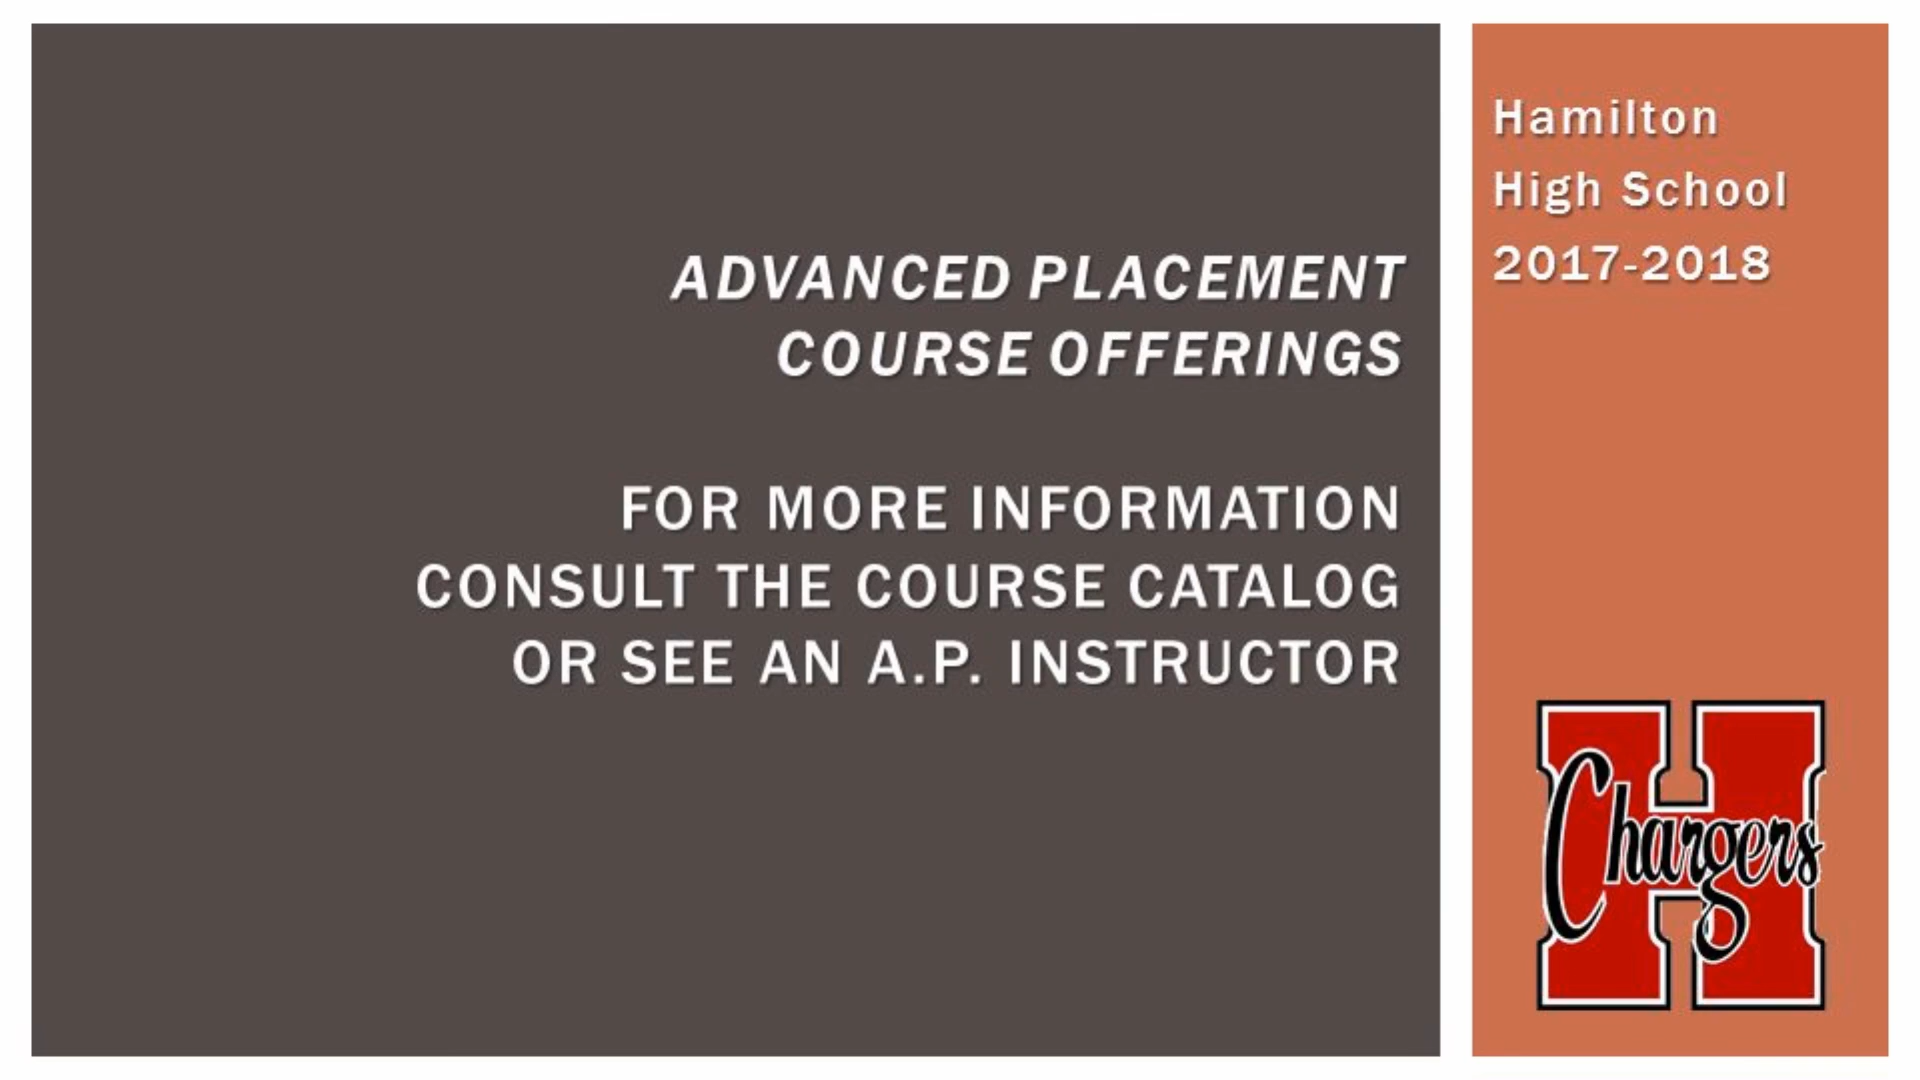 ADVANCED PLACEMENT
COURSE OFFERINGS
FOR MORE INFORMATION
CONSULT THE COURSE CATALOG
OR SEE AN A.P. INSTRUCTOR
Hamilton
High School
2017-2018
H
Chargers